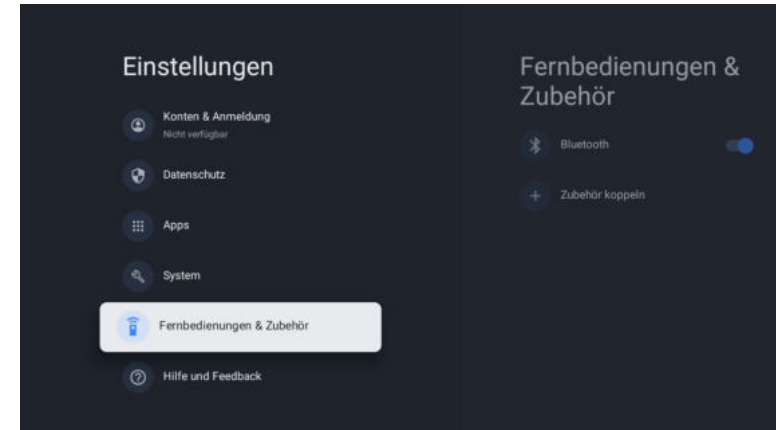 Einstellungen
Konten & Anmeldung
Nicht verfügbar
Datenschutz
Apps
System
Fernbedienungen & Zubehör
Hilfe und Feedback
Fernbedienungen &
Zubehör
Bluetooth
Zubehör koppeln